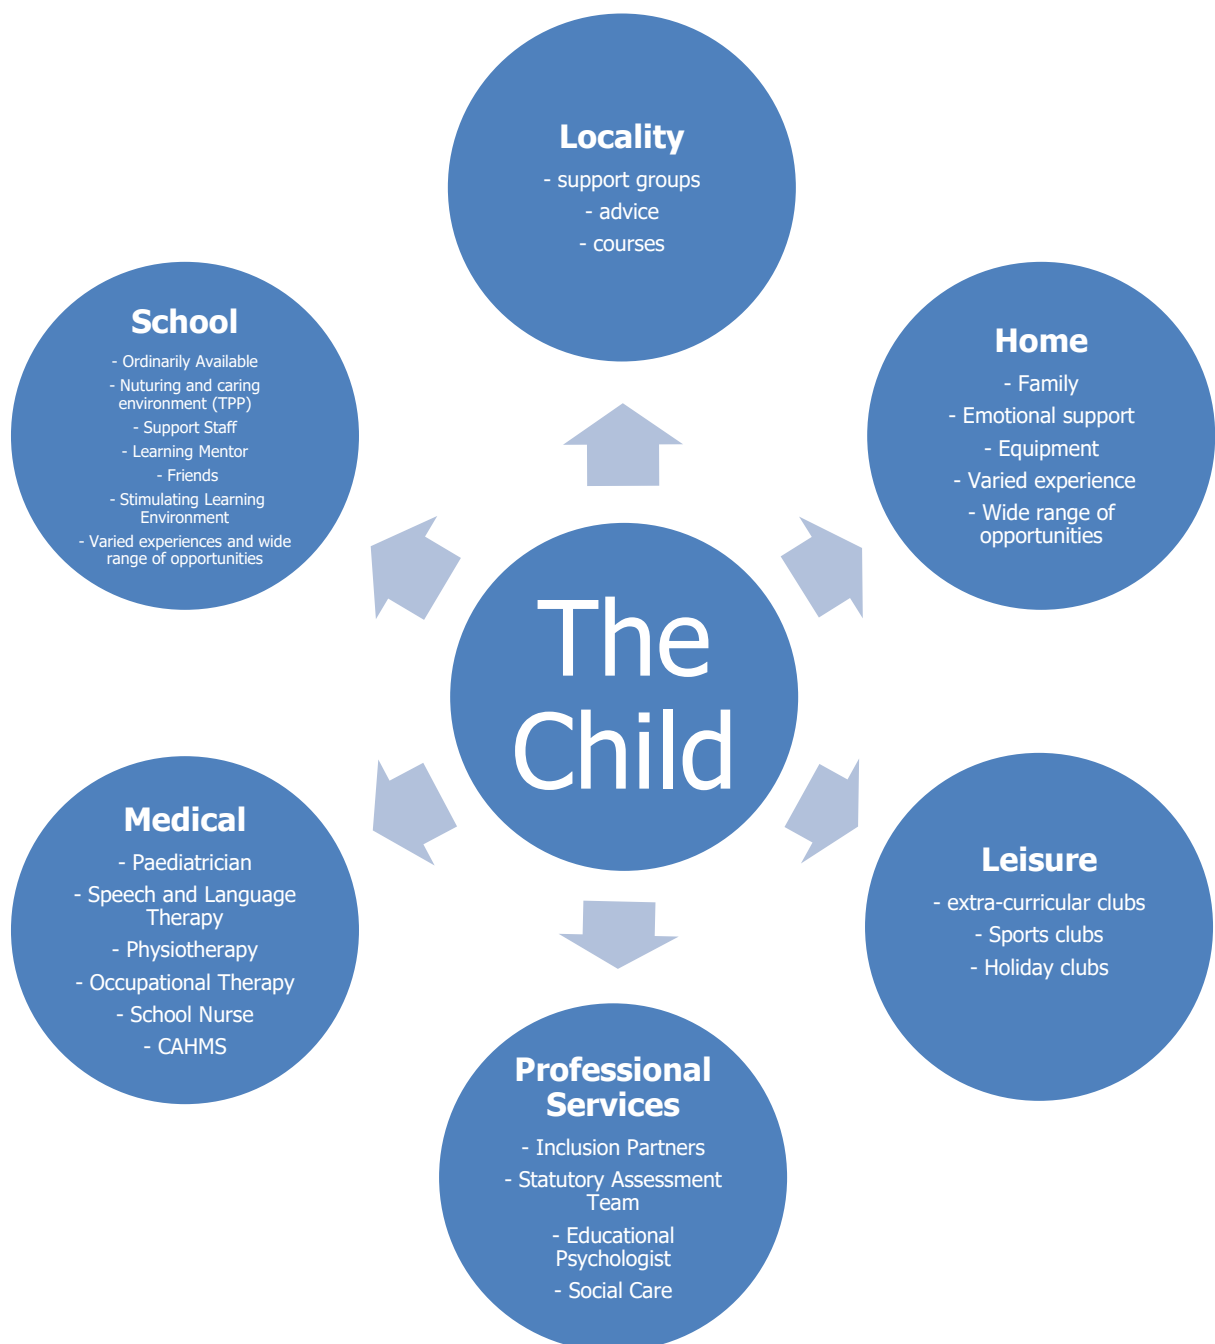 Locality
- support groups
- advice
- courses
School
- Ordinarily Available
- Nuturing and caring
environment (TPP)
- Support Staff
- Learning Mentor
- Friends
- Stimulating Learning
Environment
- Varied experiences and wide
range of opportunities
Home
- Family
- Emotional support
- Equipment
- Varied experience
- Wide range of
opportunities
The
Child
Medical
- Paediatrician
- Speech and Language
Therapy
- Physiotherapy
- Occupational Therapy
- School Nurse
- CAHMS
Leisure
- extra-curricular clubs
- Sports clubs
- Holiday clubs
Professional
Services
- Inclusion Partners
- Statutory Assessment
Team
- Educational
Psychologist
- Social Care